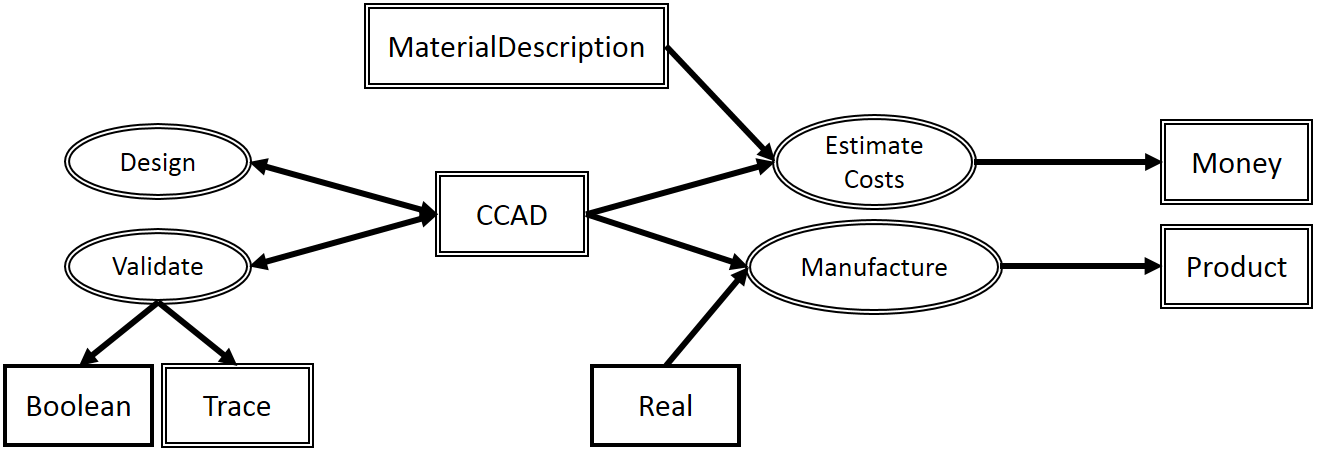 MaterialDescription
Design
Estimate
Costs
Money
CCAD
Validate
Manufacture
Product
Boolean
Trace
Real